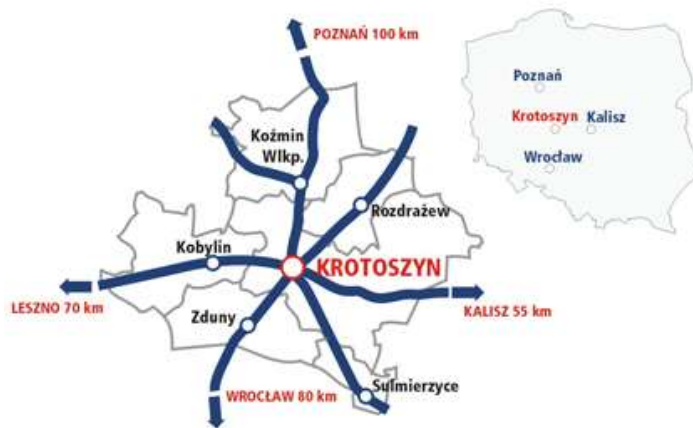 POZNAŃ 100 km
Koźmin
Wlkp.
Rozdrażew
Kobylin
KROTOSZYN
LESZNO 70 km
Zduny
KALISZ 55 km
WROCŁAW 80 km
Sulmierzyce
Poznań
Krotoszyn
Kalisz
Wrocław